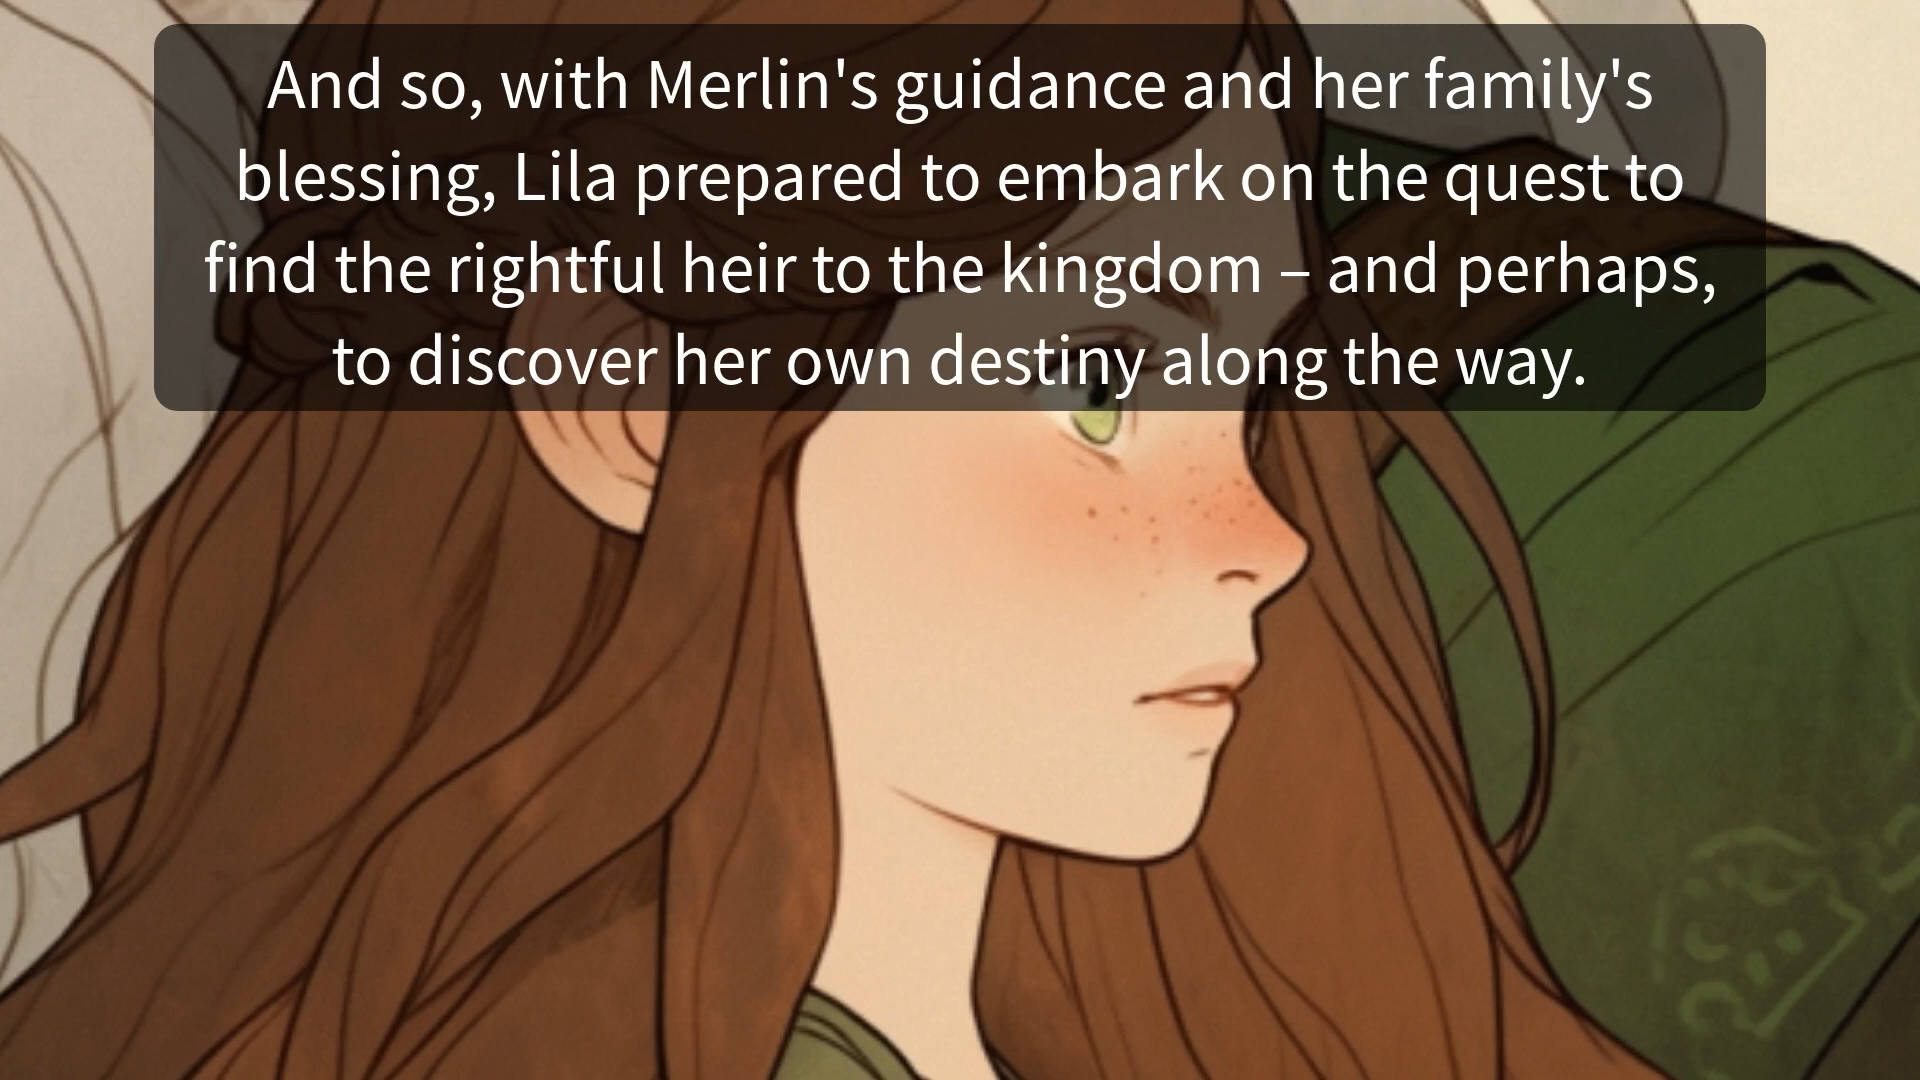 And so, with Merlin's guidance and her family's
blessing, Lila prepared to embark on the quest to
find the rightful heir to the kingdom – and perhaps,
to discover her own destiny along the way.